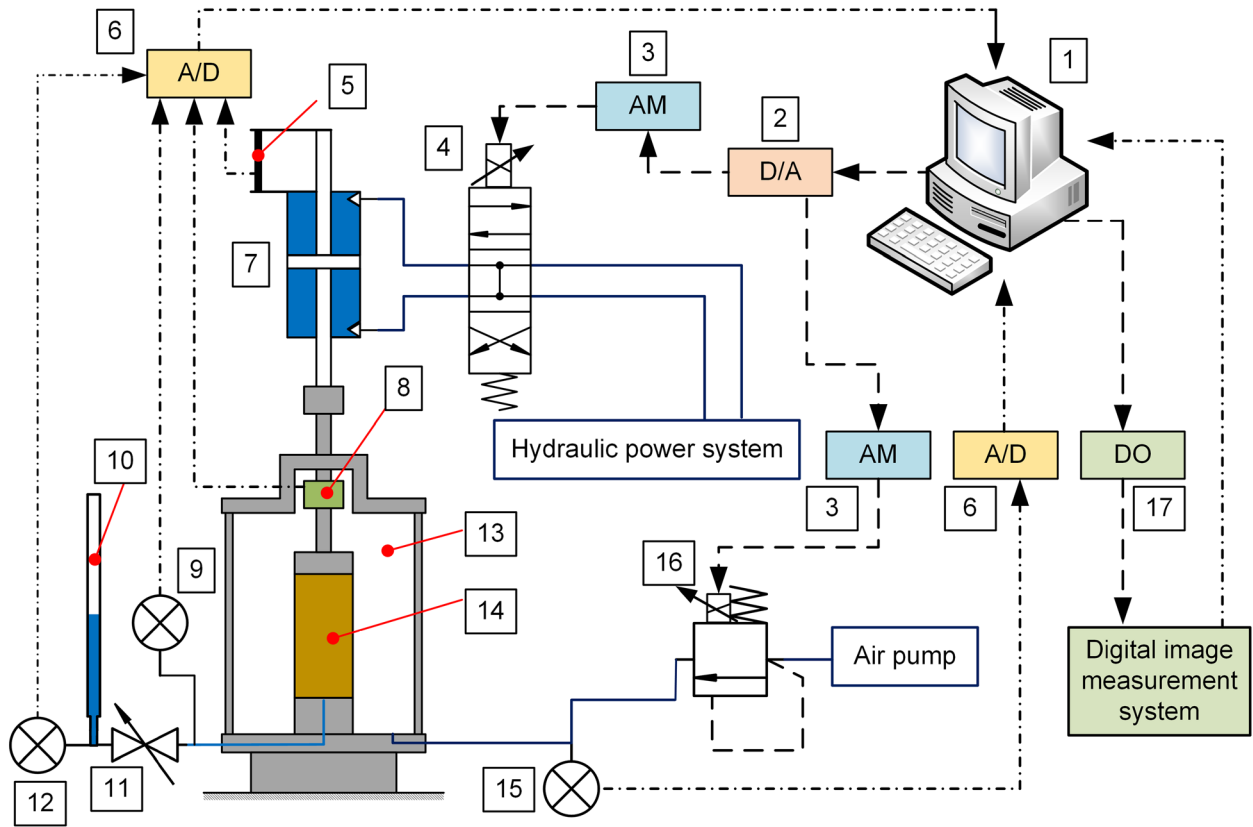 6
A/D
5
3
AM
1
4
2
D/A
7
8
Hydraulic power system
AM
A/D
DO
10
3
6
17
13
9
16
14
Air pump
Digital image
measurement
system
12
11
15